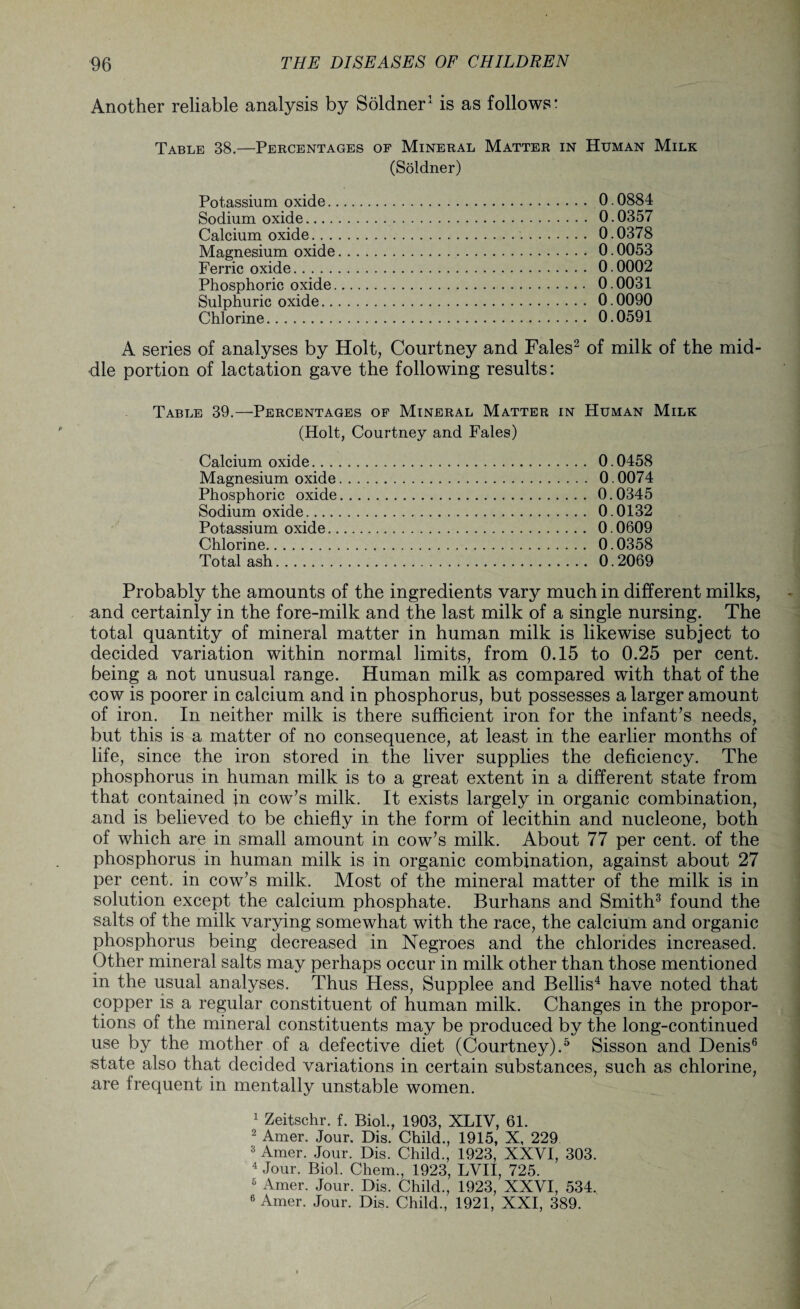 96 THE DISEASES OF CHILDREN
Another reliable analysis by Söldner¹ is as follows:
Table 38.—Percentages of Mineral Matter in Human Milk
(Söldner)
Potassium oxide........................................ 0.0884
Sodium oxide........................................ 0.0357
Calcium oxide........................................ 0.0378
Magnesium oxide........................................ 0.0053
Ferric oxide........................................ 0.0002
Phosphoric oxide........................................ 0.0031
Sulphuric oxide........................................ 0.0090
Chlorine........................................ 0.0591
A series of analyses by Holt, Courtney and Fales² of milk of the mid-
dle portion of lactation gave the following results:
Table 39.—Percentages of Mineral Matter in Human Milk
(Holt, Courtney and Fales)
Calcium oxide........................................ 0.0458
Magnesium oxide........................................ 0.0074
Phosphoric oxide........................................ 0.0345
Sodium oxide........................................ 0.0132
Potassium oxide........................................ 0.0609
Chlorine........................................ 0.0358
Total ash........................................ 0.2069
Probably the amounts of the ingredients vary much in different milks,
and certainly in the fore-milk and the last milk of a single nursing. The
total quantity of mineral matter in human milk is likewise subject to
decided variation within normal limits, from 0.15 to 0.25 per cent.
being a not unusual range. Human milk as compared with that of the
cow is poorer in calcium and in phosphorus, but possesses a larger amount
of iron. In neither milk is there sufficient iron for the infant's needs,
but this is a matter of no consequence, at least in the earlier months of
life, since the iron stored in the liver supplies the deficiency. The
phosphorus in human milk is to a great extent in a different state from
that contained in cow's milk. It exists largely in organic combination,
and is believed to be chiefly in the form of lecithin and nucleone, both
of which are in small amount in cow's milk. About 77 per cent. of the
phosphorus in human milk is in organic combination, against about 27
per cent. in cow's milk. Most of the mineral matter of the milk is in
solution except the calcium phosphate. Burhans and Smith³ found the
salts of the milk varying somewhat with the race, the calcium and organic
phosphorus being decreased in Negroes and the chlorides increased.
Other mineral salts may perhaps occur in milk other than those mentioned
in the usual analyses. Thus Hess, Supplee and Bellis⁴ have noted that
copper is a regular constituent of human milk. Changes in the propor-
tions of the mineral constituents may be produced by the long-continued
use by the mother of a defective diet (Courtney).⁵ Sisson and Denis⁶
state also that decided variations in certain substances, such as chlorine,
are frequent in mentally unstable women.
¹ Zeitschr. f. Biol., 1903, XLIV, 61.
² Amer. Jour. Dis. Child., 1915, X, 229
³ Amer. Jour. Dis. Child., 1923, XXVI, 303.
⁴ Jour. Biol. Chem., 1923, LVII, 725.
⁵ Amer. Jour. Dis. Child., 1923, XXVI, 534.
⁶ Amer. Jour. Dis. Child., 1921, XXI, 389.